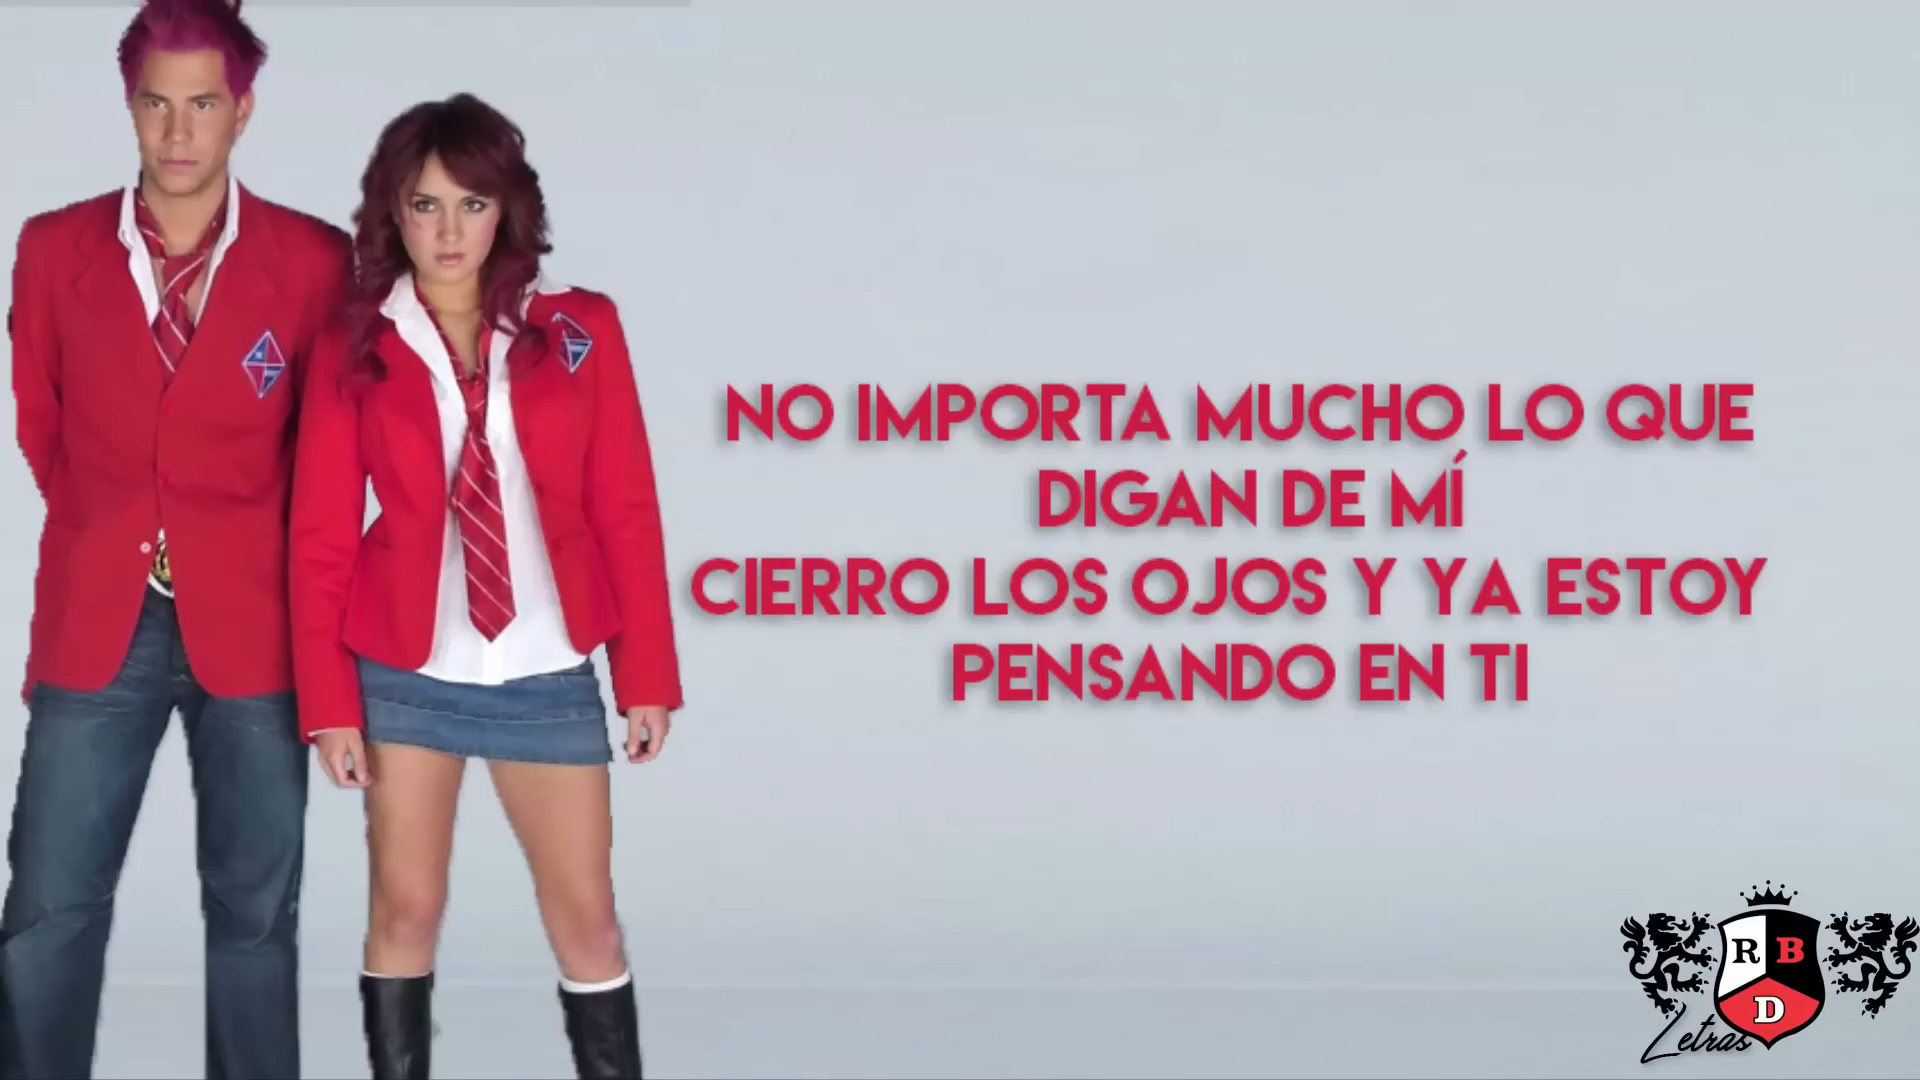 NO IMPORTA MUCHO LO QUE
DIGAN DE MÍ
CIERRO LOS OJOS Y YA ESTOY
PENSANDO EN TI
R B
D
Letras